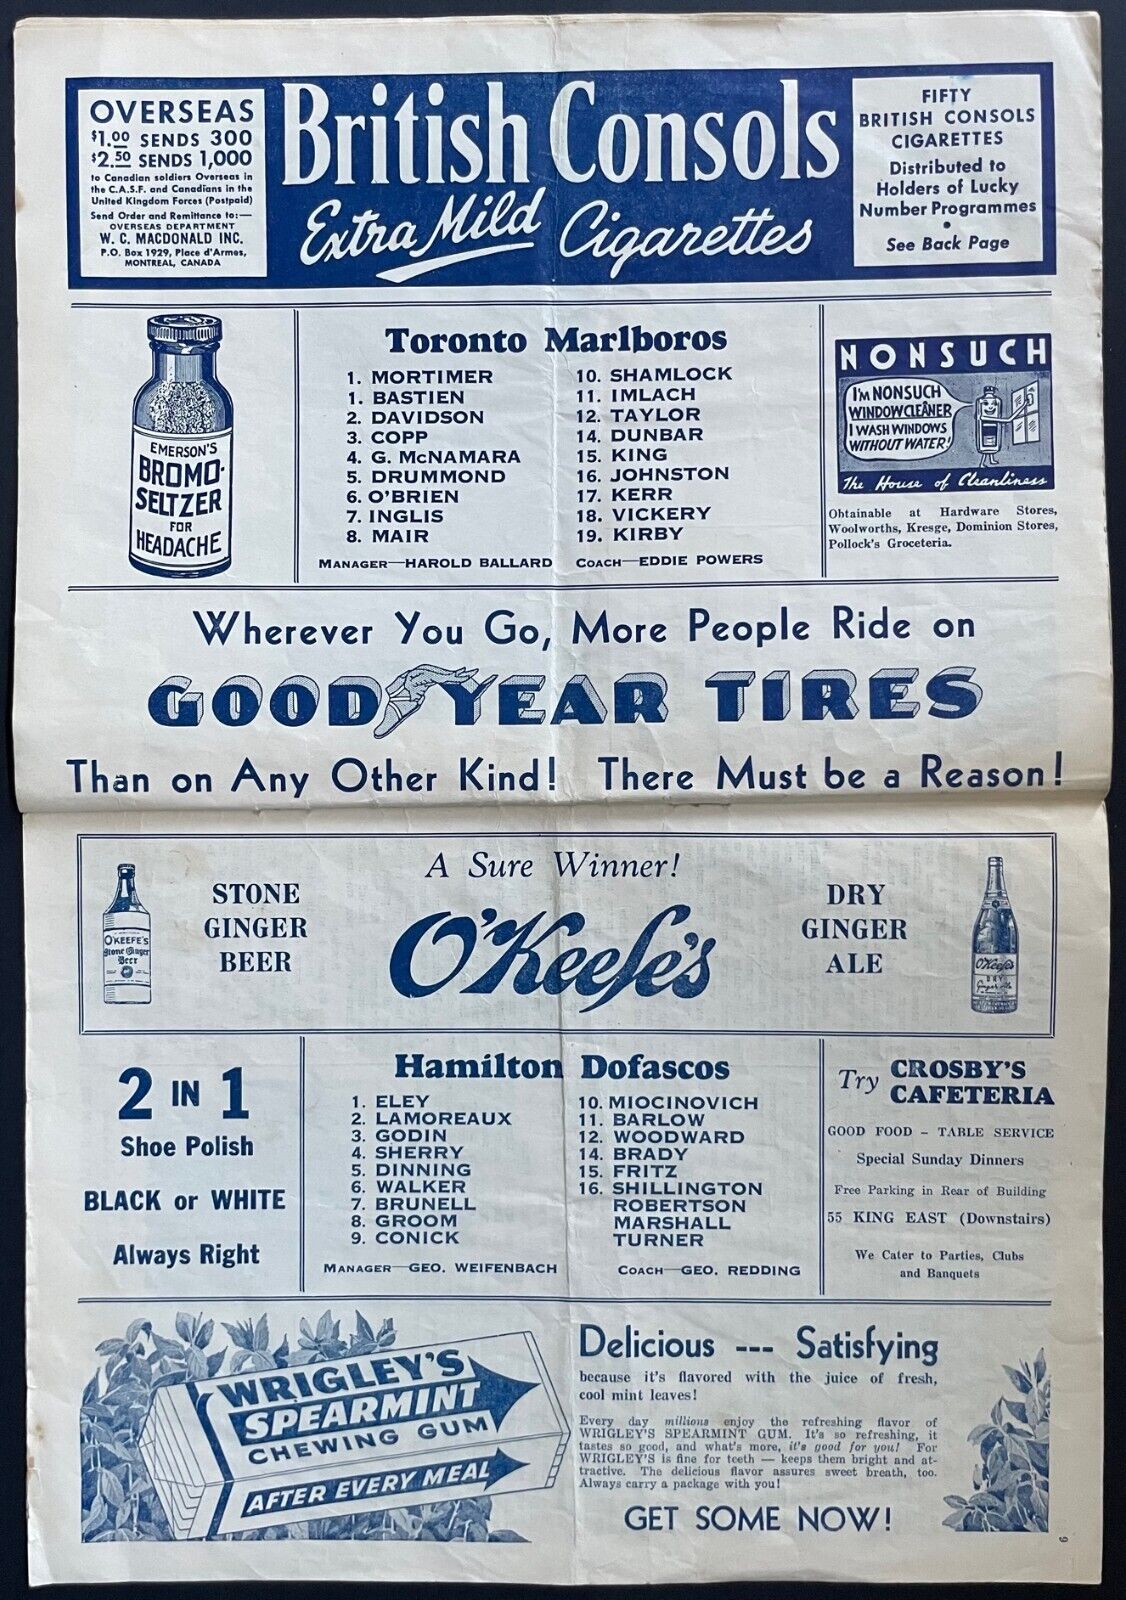 OVERSEAS
$1.00 SENDS 300
$2.50 SENDS 1,000
to Canadian soldiers Overseas in
the C.A.S.F. and Canadians in the
United Kingdom Forces (Postpaid)
Send Order and Remittance to:—
OVERSEAS DEPARTMENT
W. C. MACDONALD INC.
P.O. Box 1929, Place d'Armes,
MONTREAL, CANADA
British Consols
Extra Mild Cigarettes
FIFTY
BRITISH CONSOLS
CIGARETTES
Distributed to
Holders of Lucky
Number Programmes
•
See Back Page
EMERSON'S
BROMO-
SELTZER
FOR
HEADACHE
Toronto Marlboros
1. MORTIMER
1. BASTIEN
2. DAVIDSON
3. COPP
4. G. McNAMARA
5. DRUMMOND
6. O'BRIEN
7. INGLIS
8. MAIR
10. SHAMLOCK
11. IMLACH
12. TAYLOR
14. DUNBAR
15. KING
16. JOHNSTON
17. KERR
18. VICKERY
19. KIRBY
MANAGER—HAROLD BALLARD COACH—EDDIE POWERS
NONSUCH
I'M NONSUCH
WINDOW CLEANER
I WASH WINDOWS
WITHOUT WATER!
The House of Cleanliness
Obtainable at Hardware Stores,
Woolworths, Kresge, Dominion Stores,
Pollock's Groceteria.
Wherever You Go, More People Ride on
GOOD YEAR TIRES
Than on Any Other Kind! There Must be a Reason!
O'KEEFE'S
Stone Ginger
Beer
STONE
GINGER
BEER
A Sure Winner!
O'Keefe's
DRY
GINGER
ALE
O'Keefe's
DRY
Ginger Ale
2 IN 1
Shoe Polish
BLACK or WHITE
Always Right
Hamilton Dofascos
1. ELEY
2. LAMOREAUX
3. GODIN
4. SHERRY
5. DINNING
6. WALKER
7. BRUNELL
8. GROOM
9. CONICK
10. MIOCINOVICH
11. BARLOW
12. WOODWARD
14. BRADY
15. FRITZ
16. SHILLINGTON
ROBERTSON
MARSHALL
TURNER
MANAGER—GEO. WEIFENBACH COACH—GEO. REDDING
Try CROSBY'S
CAFETERIA
GOOD FOOD – TABLE SERVICE
Special Sunday Dinners
Free Parking in Rear of Building
55 KING EAST (Downstairs)
We Cater to Parties, Clubs
and Banquets
WRIGLEY'S
SPEARMINT
CHEWING GUM
AFTER EVERY MEAL
Delicious --- Satisfying
because it's flavored with the juice of fresh,
cool mint leaves!
Every day millions enjoy the refreshing flavor of
WRIGLEY'S SPEARMINT GUM. It's so refreshing, it
tastes so good, and what's more, it's good for you! For
WRIGLEY'S is fine for teeth — keeps them bright and at-
tractive. The delicious flavor assures sweet breath, too.
Always carry a package with you!
GET SOME NOW!
9